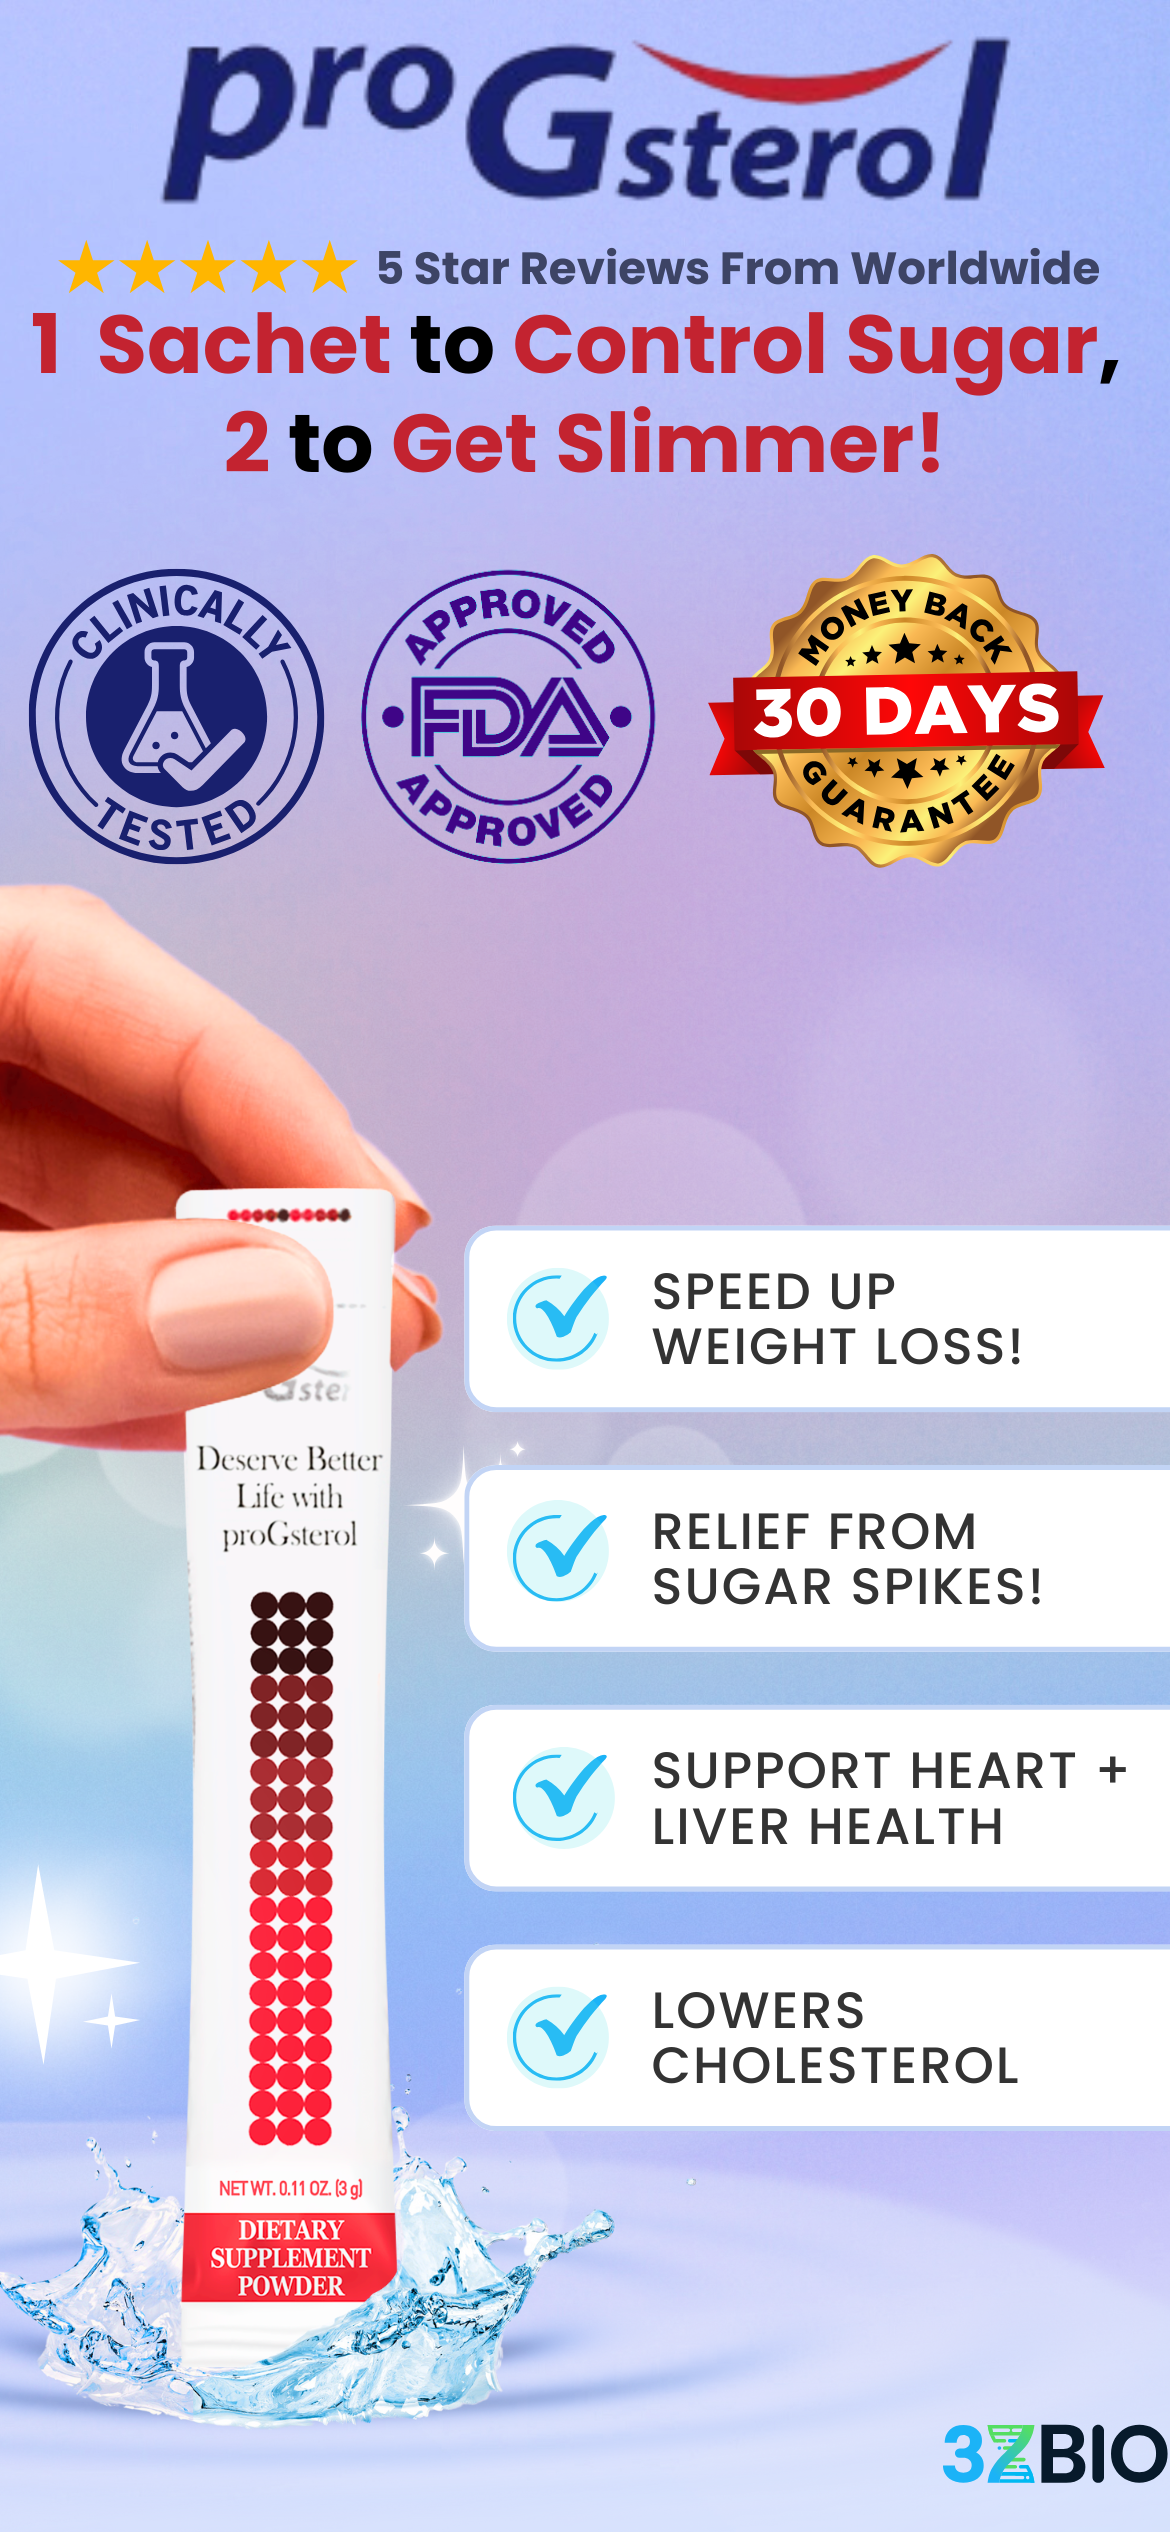 proGsterol
5 Star Reviews From Worldwide
1 Sachet to Control Sugar,
2 to Get Slimmer!
CLINICALLY
TESTED
APPROVED
FDA
APPROVED
MONEY BACK
30 DAYS
GUARANTEE
Gster
Deserve Better
Life with
proGsterol
NET WT. 0.11 OZ. (3 g)
DIETARY
SUPPLEMENT
POWDER
SPEED UP
WEIGHT LOSS!
RELIEF FROM
SUGAR SPIKES!
SUPPORT HEART +
LIVER HEALTH
LOWERS
CHOLESTEROL
3ZBIO